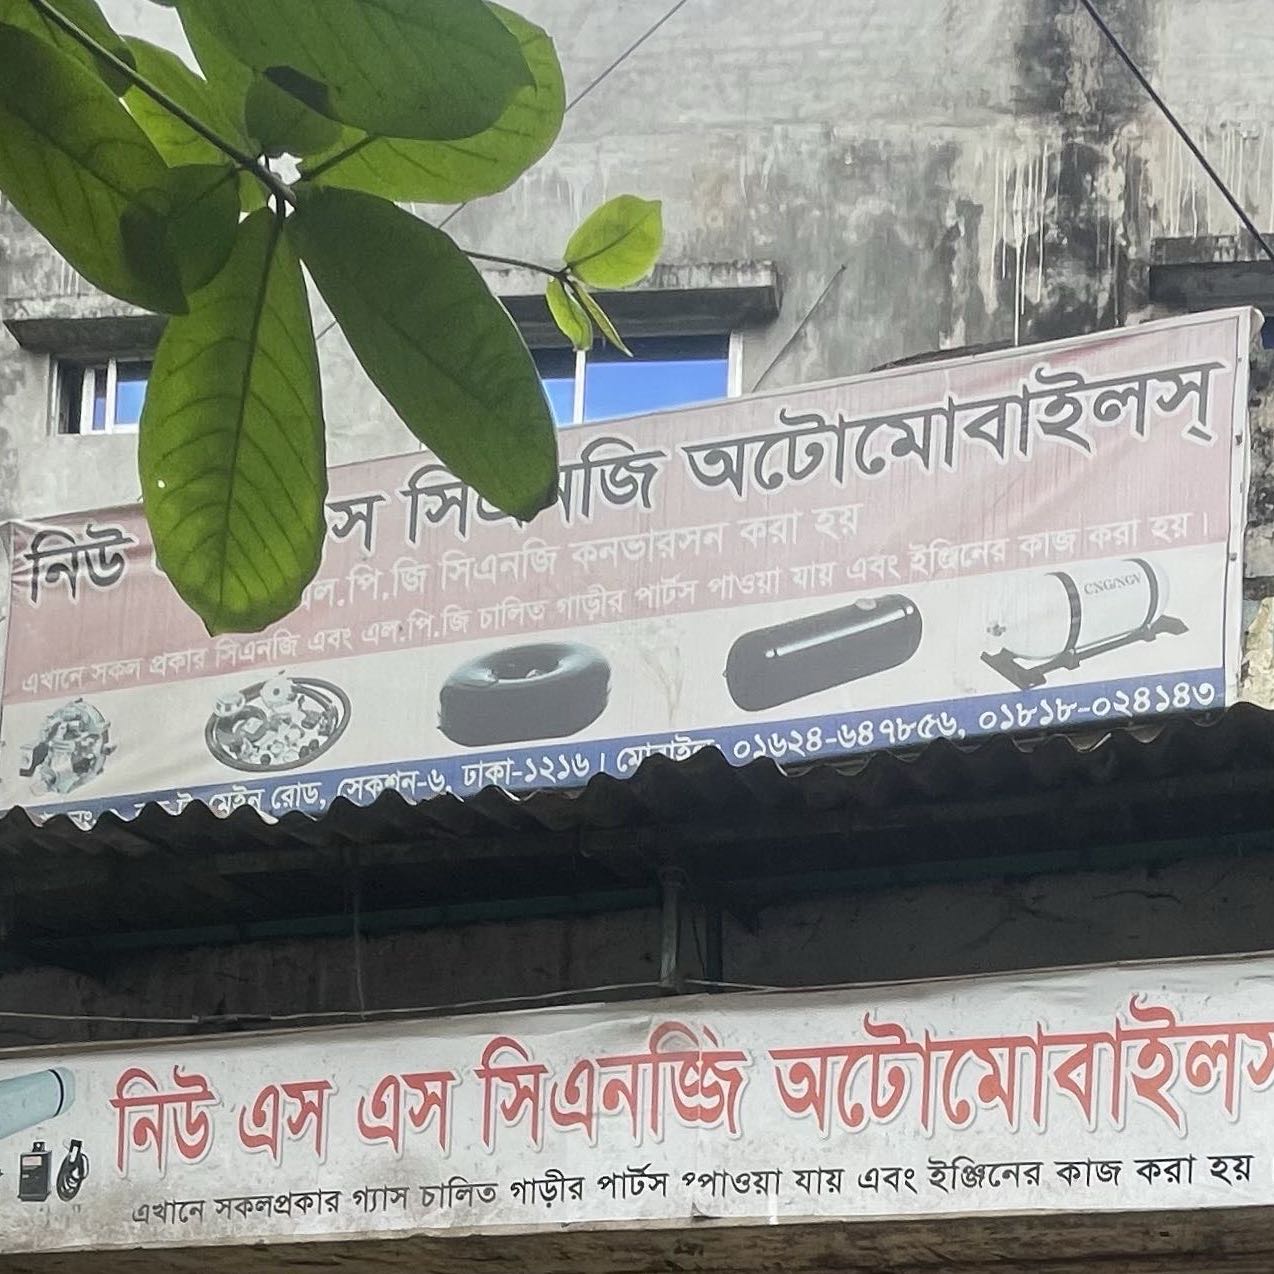 নিউ স সিএনজি অটোমোবাইলস্
এল.পি.জি সিএনজি কনভারসন করা হয়
এখানে সকল প্রকার সিএনজি এবং এল.পি.জি চালিত গাড়ীর পার্টস পাওয়া যায় এবং ইঞ্জিনের কাজ করা হয়।
CNG/NGV
মেইন রোড, সেকশন-৬, ঢাকা-১২১৬। মোবাইল: ০১৬২৪-৬৪৭৮৫৬, ০১৮১৮-০২৪১৪৩
নিউ এস এস সিএনজি অটোমোবাইলস
এখানে সকলপ্রকার গ্যাস চালিত গাড়ীর পার্টস পাওয়া যায় এবং ইঞ্জিনের কাজ করা হয়